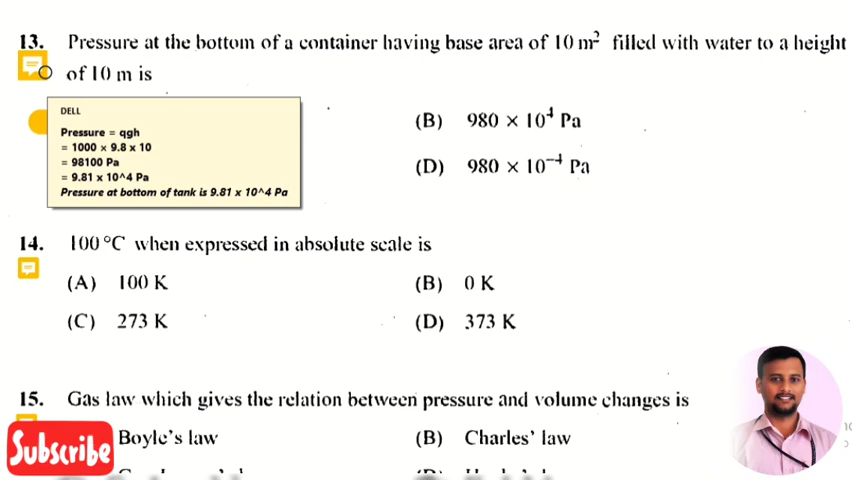 13. Pressure at the bottom of a container having base area of 10 m² filled with water to a height
of 10 m is
DELL
Pressure = qgh
= 1000 × 9.8 x 10
= 98100 Pa
= 9.81 x 10^4 Pa
Pressure at bottom of tank is 9.81 x 10^4 Pa
(B) 980 × 10⁴ Pa
(D) 980 × 10⁻⁴ Pa
14. 100 °C when expressed in absolute scale is
(A) 100 K (B) 0 K
(C) 273 K (D) 373 K
15. Gas law which gives the relation between pressure and volume changes is
Boyle's law (B) Charles' law
Subscribe